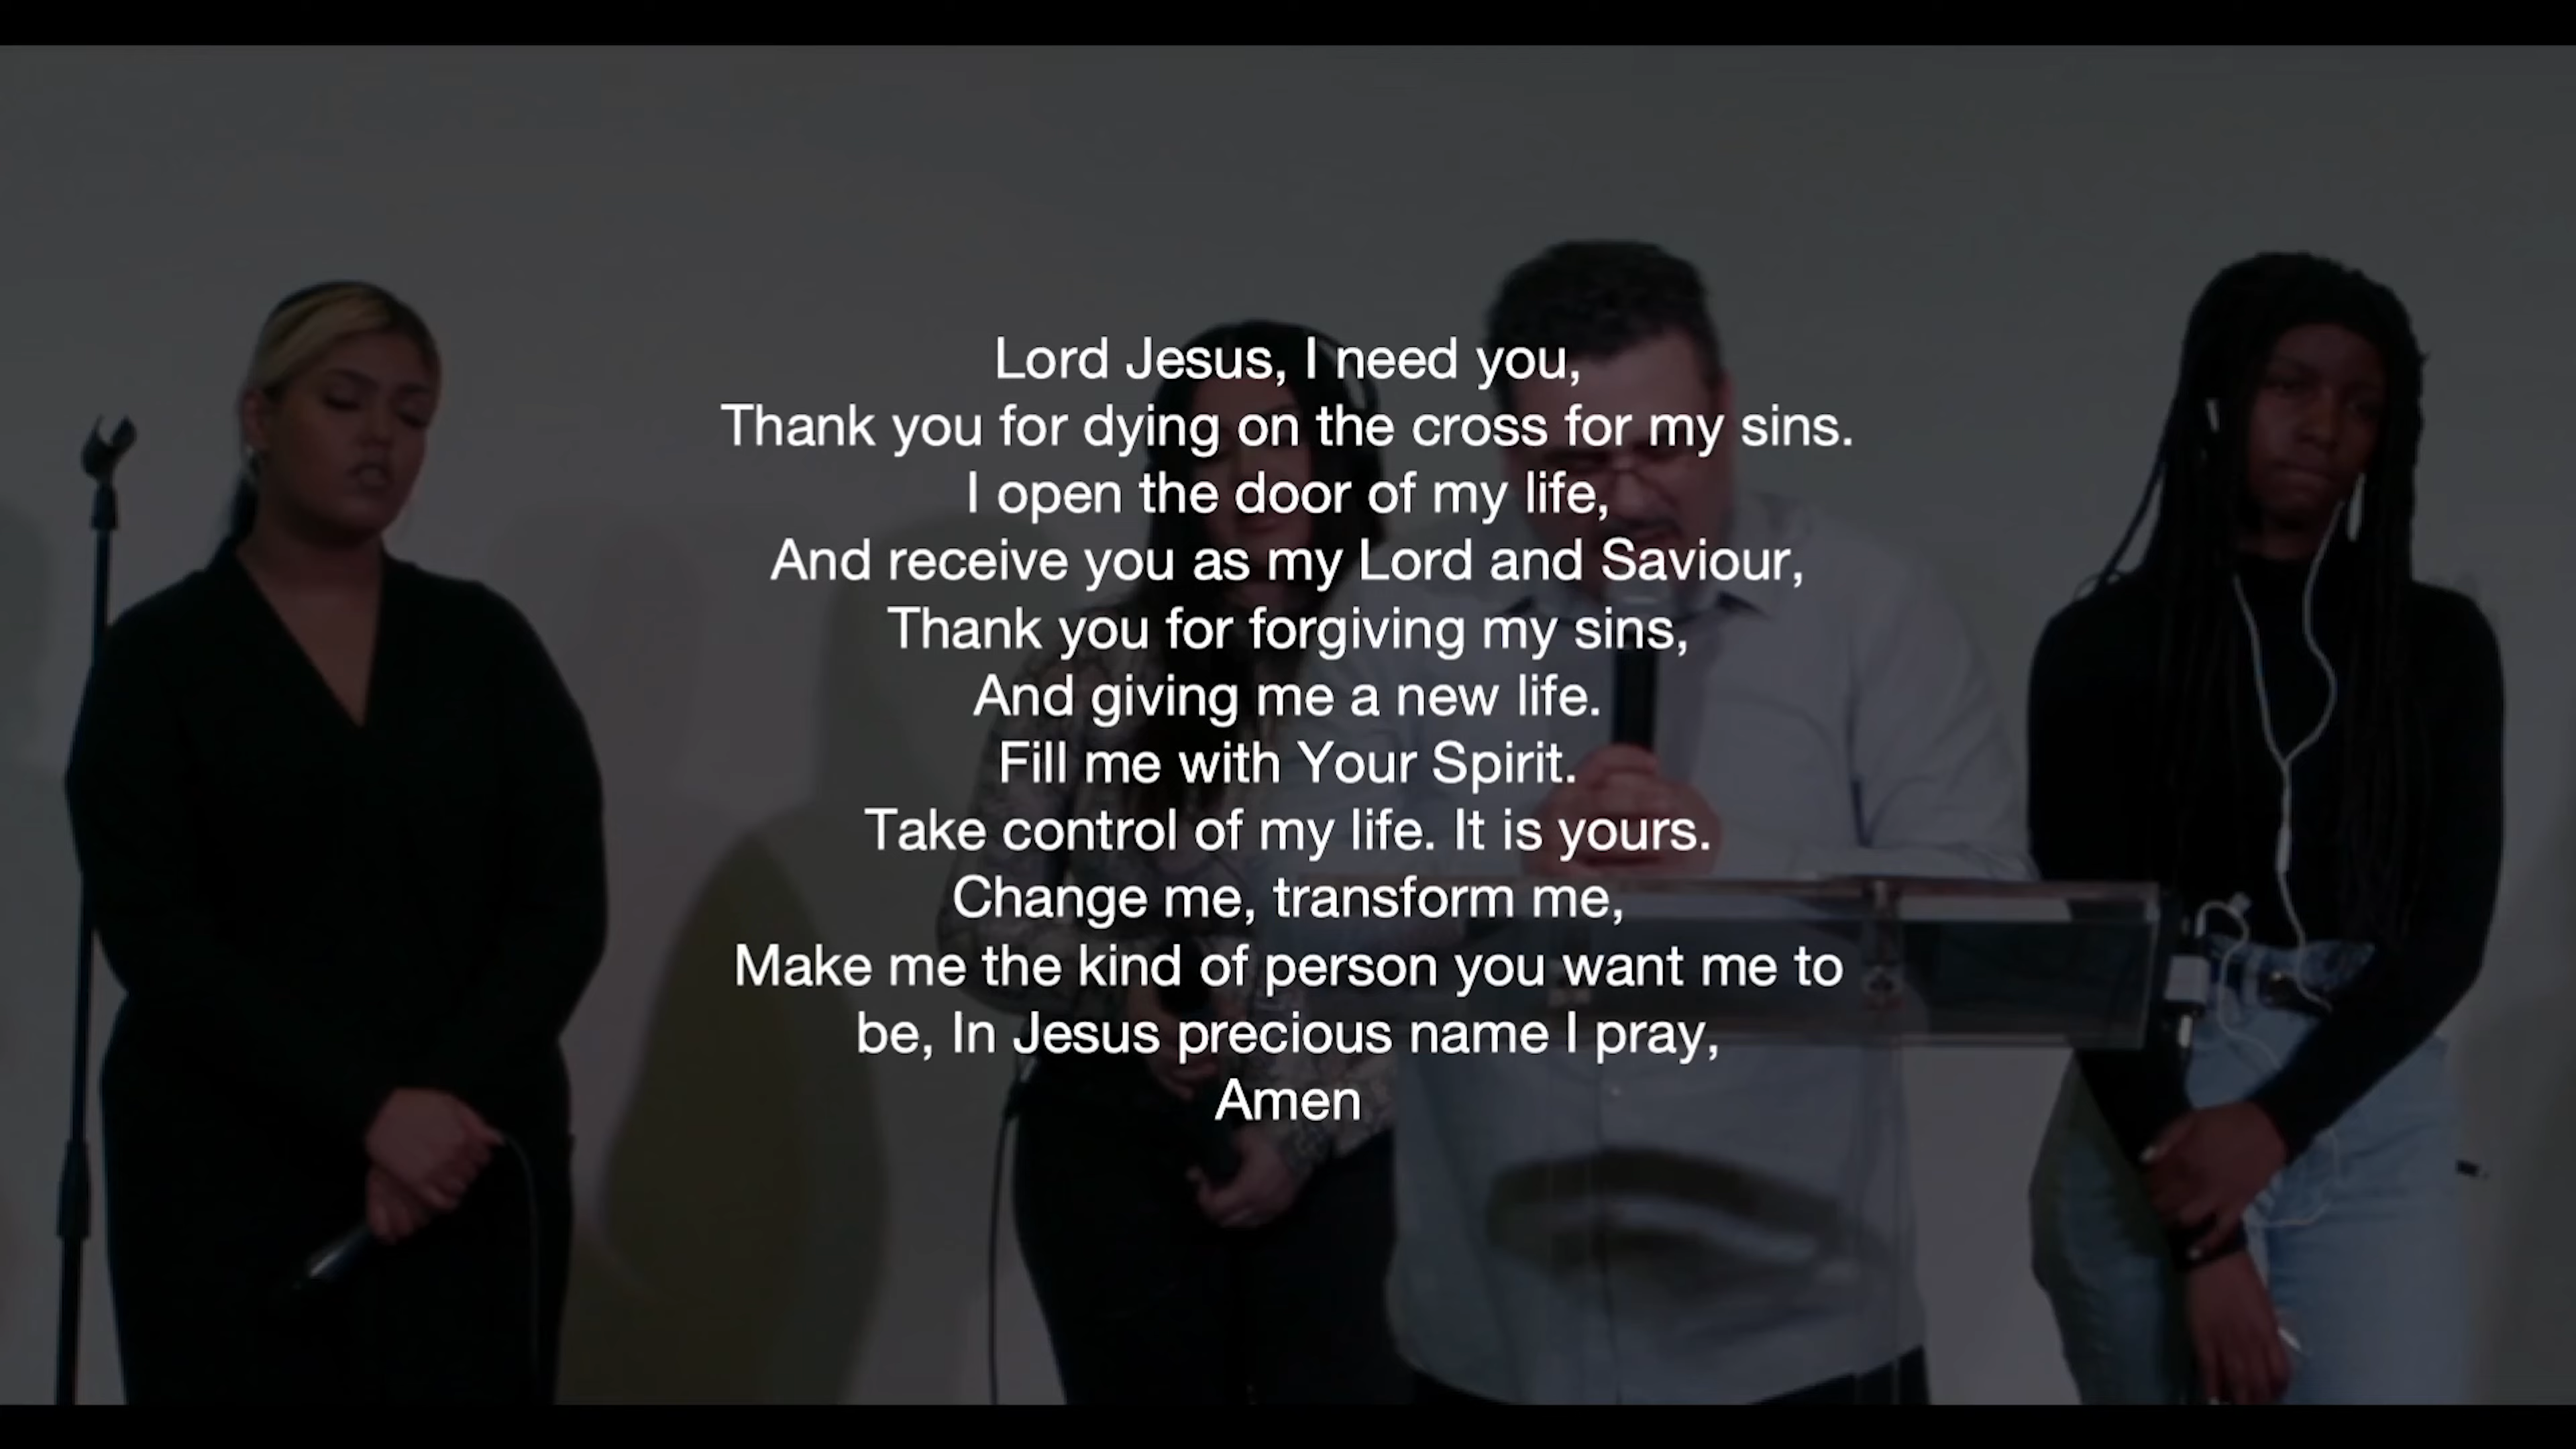 Lord Jesus, I need you,
Thank you for dying on the cross for my sins.
I open the door of my life,
And receive you as my Lord and Saviour,
Thank you for forgiving my sins,
And giving me a new life.
Fill me with Your Spirit.
Take control of my life. It is yours.
Change me, transform me,
Make me the kind of person you want me to
be, In Jesus precious name I pray,
Amen